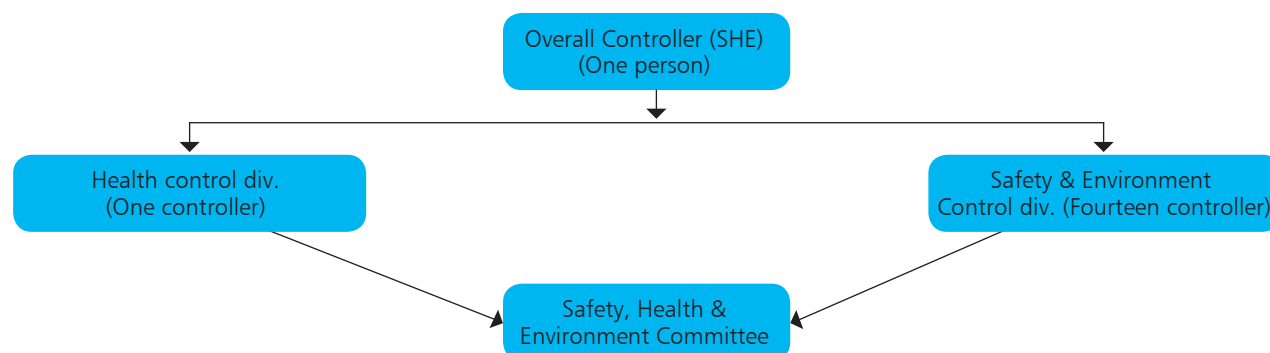 Overall Controller (SHE)
(One person)
Health control div.
(One controller)
Safety & Environment
Control div. (Fourteen controller)
Safety, Health &
Environment Committee